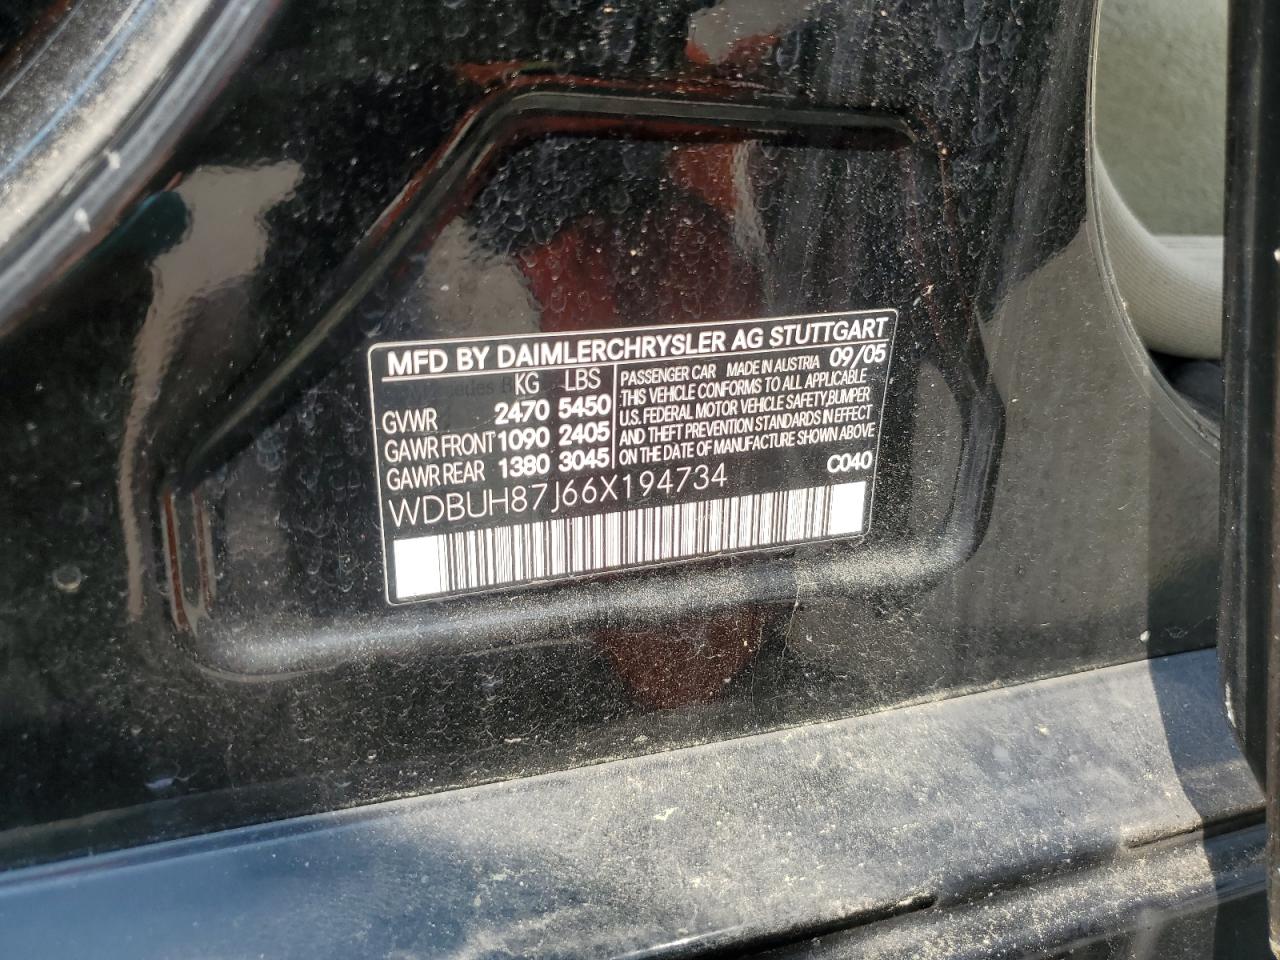 MFD BY DAIMLERCHRYSLER AG STUTTGART
KG LBS
GVWR 2470 5450
GAWR FRONT 1090 2405
GAWR REAR 1380 3045
PASSENGER CAR MADE IN AUSTRIA 09/05
THIS VEHICLE CONFORMS TO ALL APPLICABLE
U.S. FEDERAL MOTOR VEHICLE SAFETY,BUMPER
AND THEFT PREVENTION STANDARDS IN EFFECT
ON THE DATE OF MANUFACTURE SHOWN ABOVE
WDBUH87J66X194734
C040